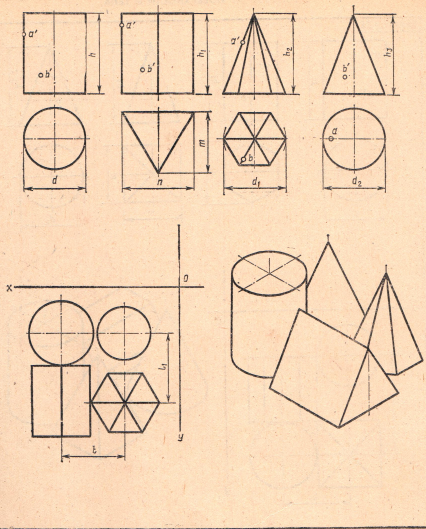 a' b' h
a' b' h₁
a' h₂
b' h₃
d
n m
b d₁
a d₂
x O
l₁
y
l